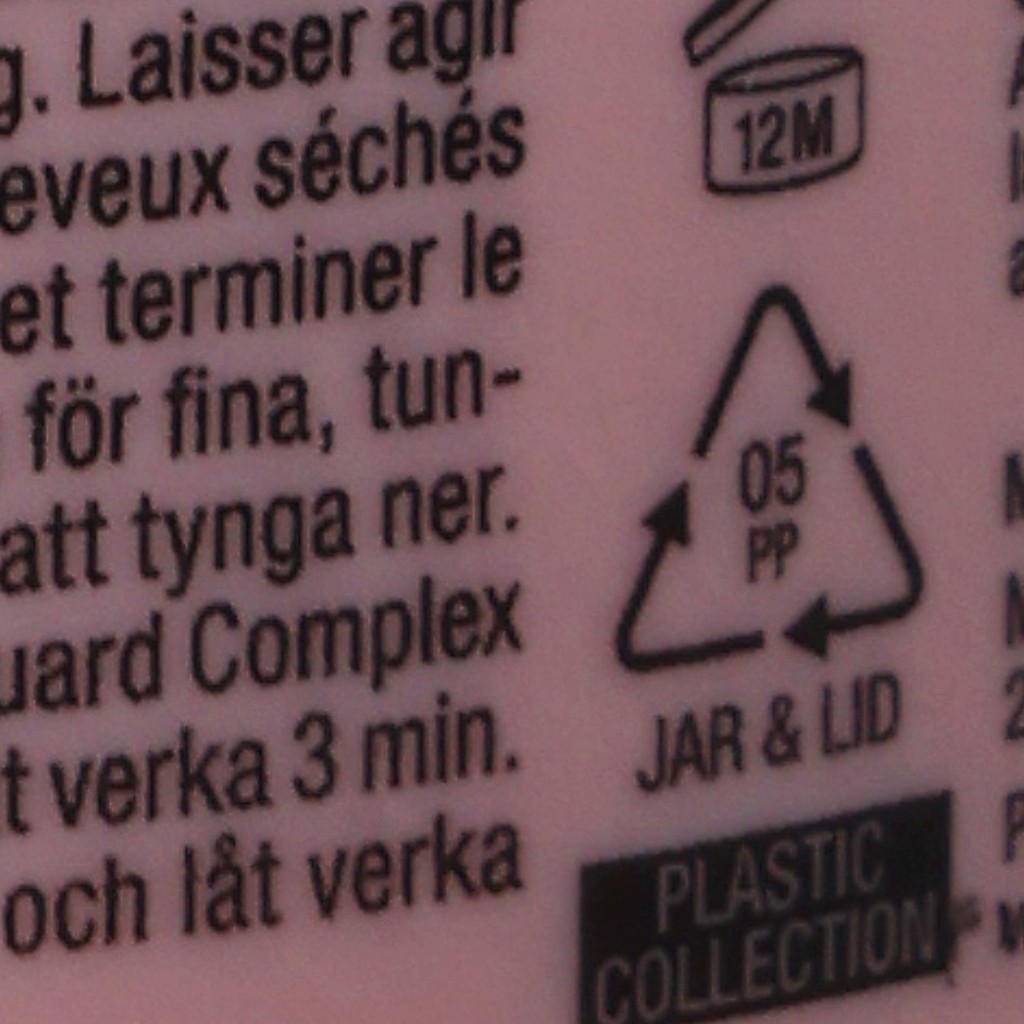 g. Laisser agir
eveux séchés
et terminer le
för fina, tun-
att tynga ner.
uard Complex
t verka 3 min.
och låt verka
12M
05
PP
JAR & LID
PLASTIC
COLLECTION